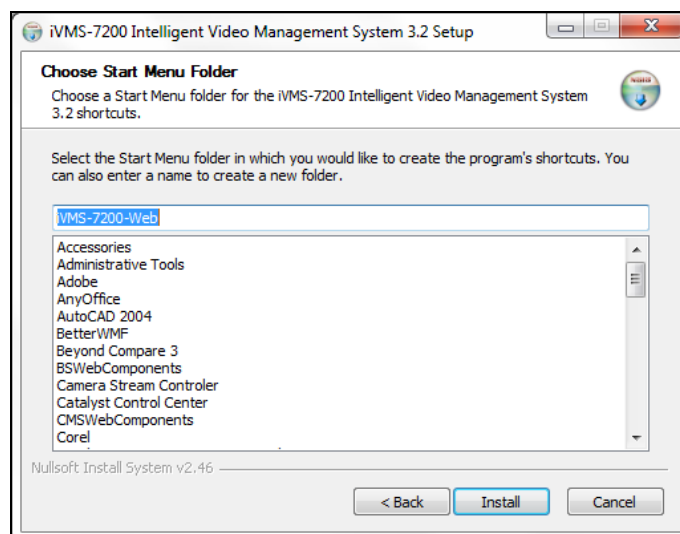 iVMS-7200 Intelligent Video Management System 3.2 Setup
Choose Start Menu Folder
Choose a Start Menu folder for the iVMS-7200 Intelligent Video Management System
3.2 shortcuts.
Select the Start Menu folder in which you would like to create the program's shortcuts. You
can also enter a name to create a new folder.
iVMS-7200-Web
Accessories
Administrative Tools
Adobe
AnyOffice
AutoCAD 2004
BetterWMF
Beyond Compare 3
BSWebComponents
Camera Stream Controler
Catalyst Control Center
CMSWebComponents
Corel
Nullsoft Install System v2.46
< Back Install Cancel